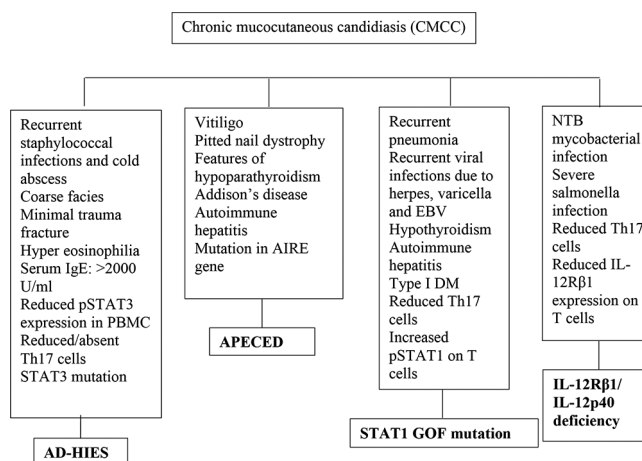 Chronic mucocutaneous candidiasis (CMCC)
Recurrent
staphylococcal
infections and cold
abscess
Coarse facies
Minimal trauma
fracture
Hyper eosinophilia
Serum IgE: >2000
U/ml
Reduced pSTAT3
expression in PBMC
Reduced/absent
Th17 cells
STAT3 mutation
AD-HIES
Vitiligo
Pitted nail dystrophy
Features of
hypoparathyroidism
Addison's disease
Autoimmune
hepatitis
Mutation in AIRE
gene
APECED
Recurrent
pneumonia
Recurrent viral
infections due to
herpes, varicella
and EBV
Hypothyroidism
Autoimmune
hepatitis
Type I DM
Reduced Th17
cells
Increased
pSTAT1 on T
cells
STAT1 GOF mutation
NTB
mycobacterial
infection
Severe
salmonella
infection
Reduced Th17
cells
Reduced IL-
12Rβ1
expression on
T cells
IL-12Rβ1/
IL-12p40
deficiency